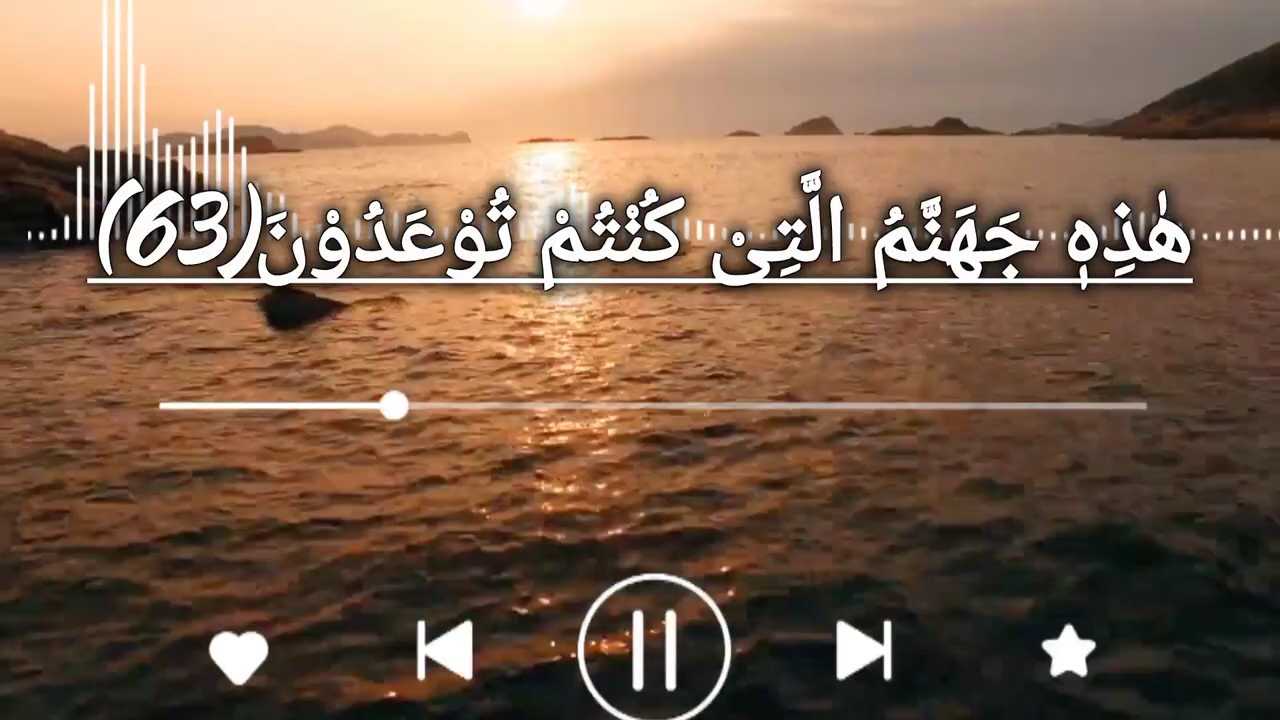 هٰذِهٖ جَهَنَّمُ الَّتِیْ كُنْتُمْ تُوْعَدُوْنَ(63)